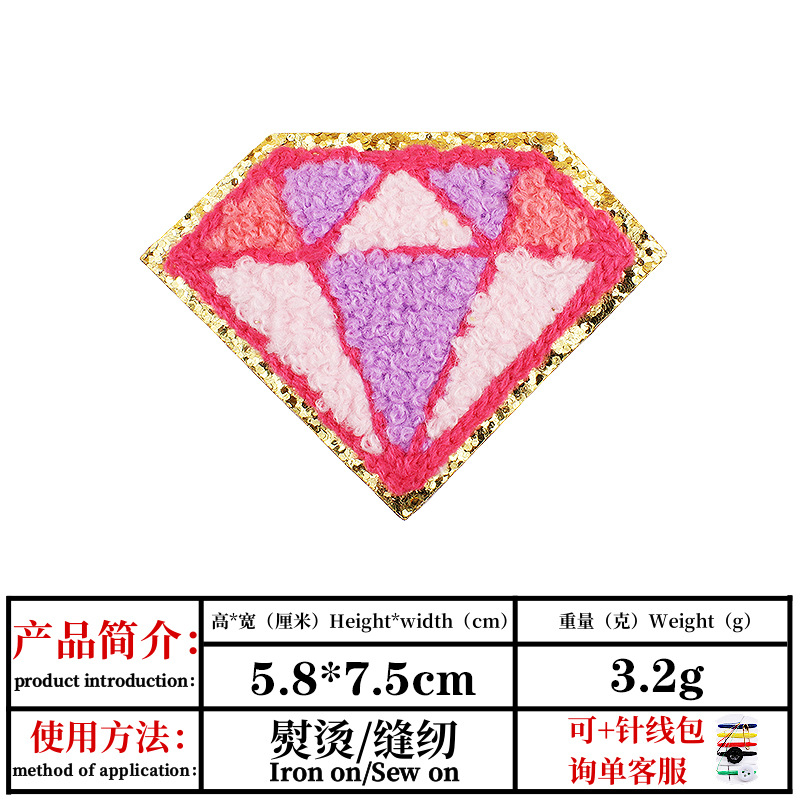 产品简介:
product introduction:
高*宽（厘米）Height*width（cm）
重量（克）Weight（g）
5.8*7.5cm
3.2g
使用方法:
method of application:
熨烫/缝纫
Iron on/Sew on
可+针线包
询单客服